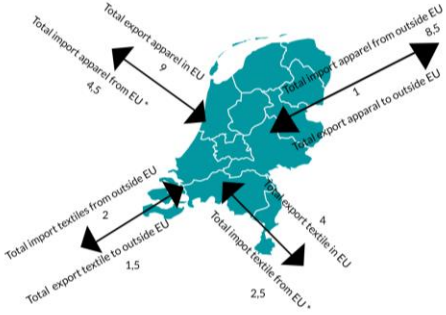 Total export apparel in EU
9
Total import apparel from EU *
4,5
Total import apparel from outside EU
8,5
1
Total export apparal to outside EU
Total import textiles from outside EU
2
Total export textile to outside EU
1,5
Total export textile in EU
4
Total impot textile from EU *
2,5